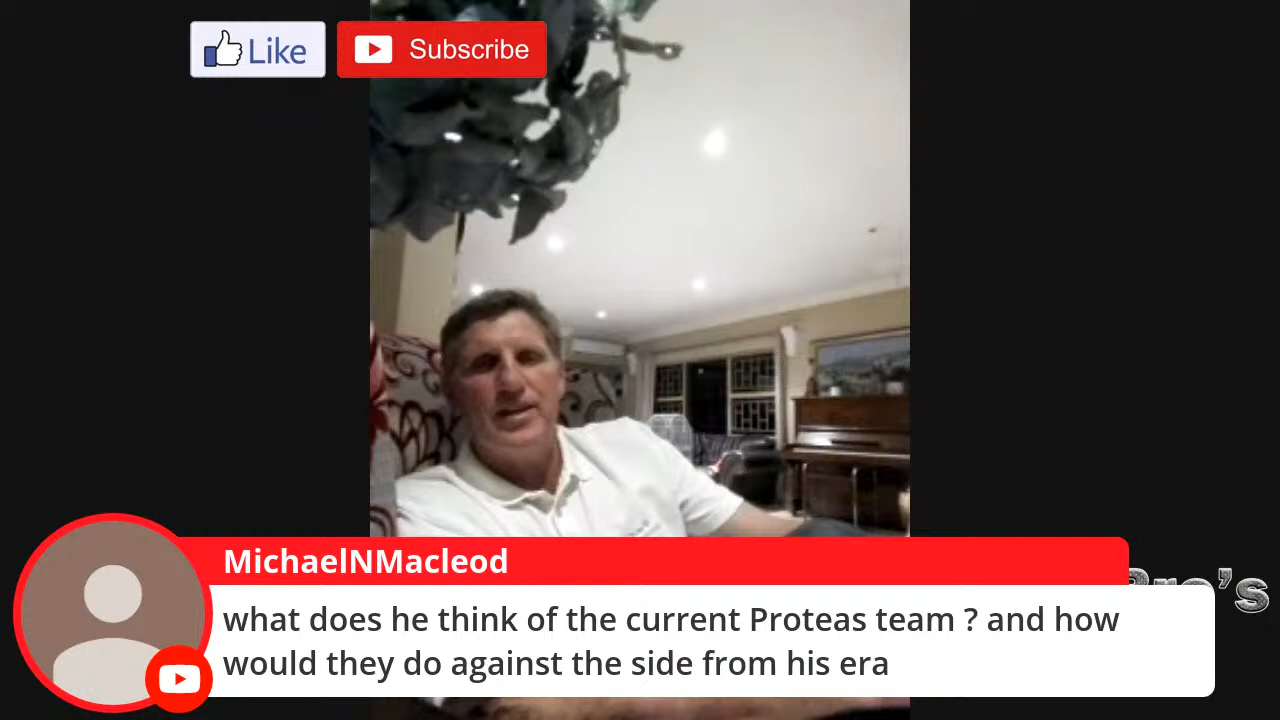 Like
Subscribe
MichaelNMacleod
what does he think of the current Proteas team ? and how
would they do against the side from his era